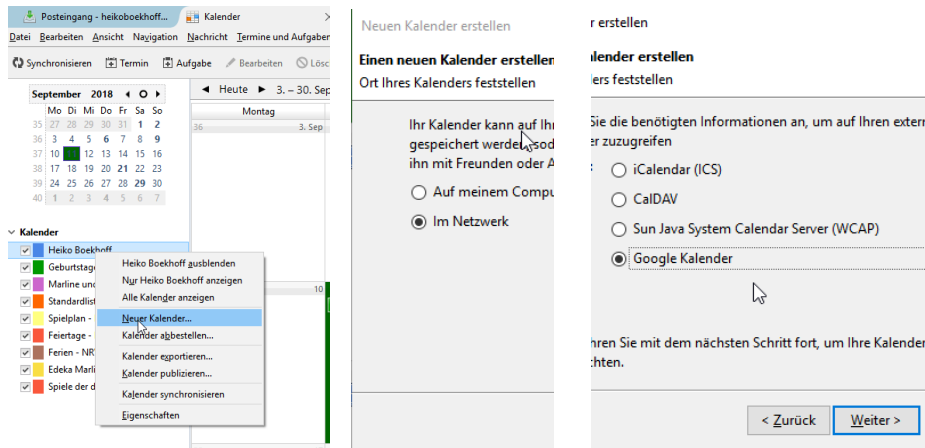 Posteingang - heikoboekhoff...
Kalender
Datei Bearbeiten Ansicht Navigation Nachricht Termine und Aufgaben
Synchronisieren Termin Aufgabe Bearbeiten Lösc
September 2018
Heute 3. – 30. Sep
Mo Di Mi Do Fr Sa So
Montag
35 27 28 29 30 31 1 2
36 3. Sep
36 3 4 5 6 7 8 9
37 10 12 13 14 15 16
38 17 18 19 20 21 22 23
39 24 25 26 27 28 29 30
40 1 2 3 4 5 6 7
Kalender
Heiko Boekhoff
Geburtstage
Marline und
Standardlist
Spielplan -
Feiertage -
Ferien - NR
Edeka Marli
Spiele der d
10
Heiko Boekhoff ausblenden
Nur Heiko Boekhoff anzeigen
Alle Kalender anzeigen
Neuer Kalender...
Kalender abbestellen...
Kalender exportieren...
Kalender publizieren...
Kalender synchronisieren
Eigenschaften
Neuen Kalender erstellen
Einen neuen Kalender erstellen
Ort Ihres Kalenders feststellen
Ihr Kalender kann auf Ihr
gespeichert werden, sod
ihn mit Freunden oder A
Auf meinem Compu
Im Netzwerk
r erstellen
alender erstellen
ders feststellen
Sie die benötigten Informationen an, um auf Ihren extern
er zuzugreifen
iCalendar (ICS)
CalDAV
Sun Java System Calendar Server (WCAP)
Google Kalender
hren Sie mit dem nächsten Schritt fort, um Ihre Kalender
chten.
< Zurück
Weiter >